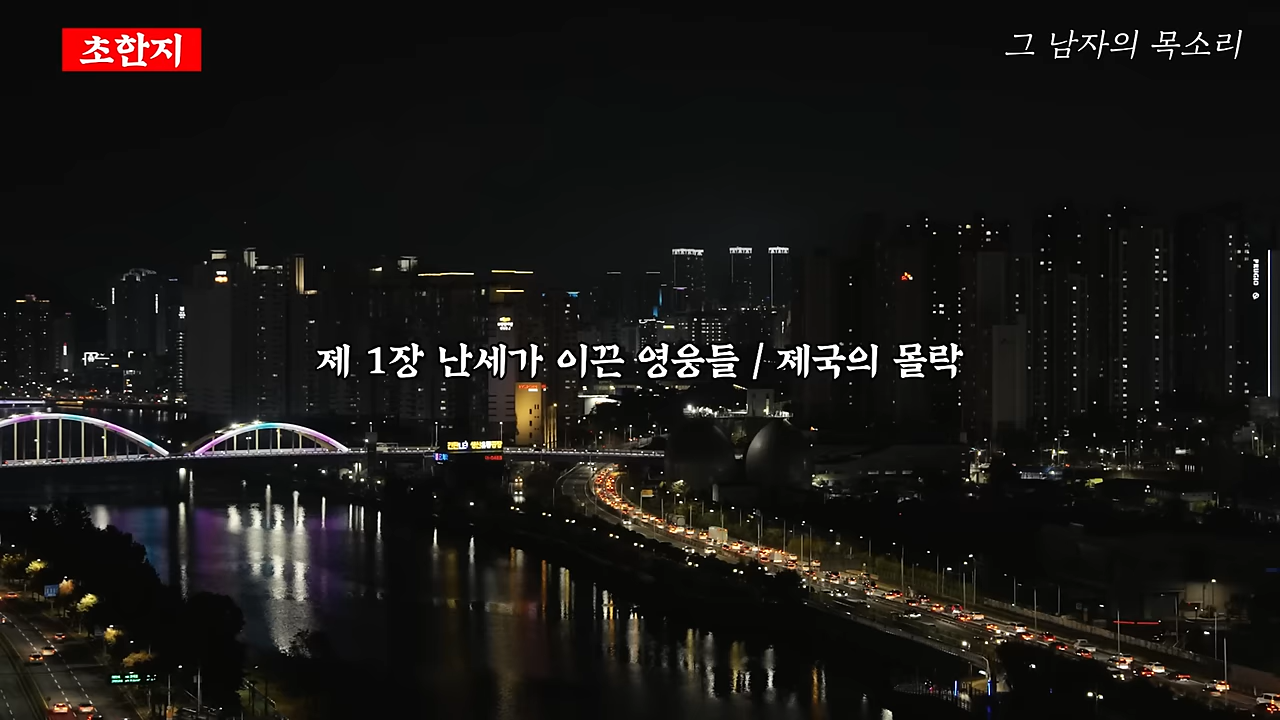 초한지
그 남자의 목소리
제 1장 난세가 이끈 영웅들 / 제국의 몰락
PRUGIO